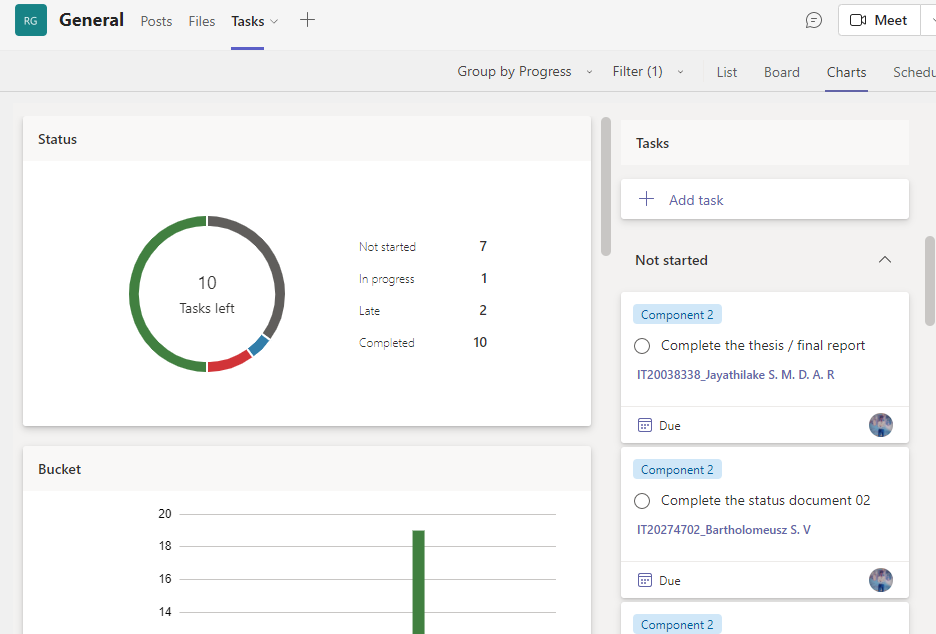 RG General Posts Files Tasks Meet
Group by Progress Filter (1) List Board Charts Schedu
Status
10
Tasks left
Not started 7
In progress 1
Late 2
Completed 10
Bucket
20
18
16
14
Tasks
Add task
Not started
Component 2
Complete the thesis / final report
IT20038338_Jayathilake S. M. D. A. R
Due
Component 2
Complete the status document 02
IT20274702_Bartholomeusz S. V
Due
Component 2